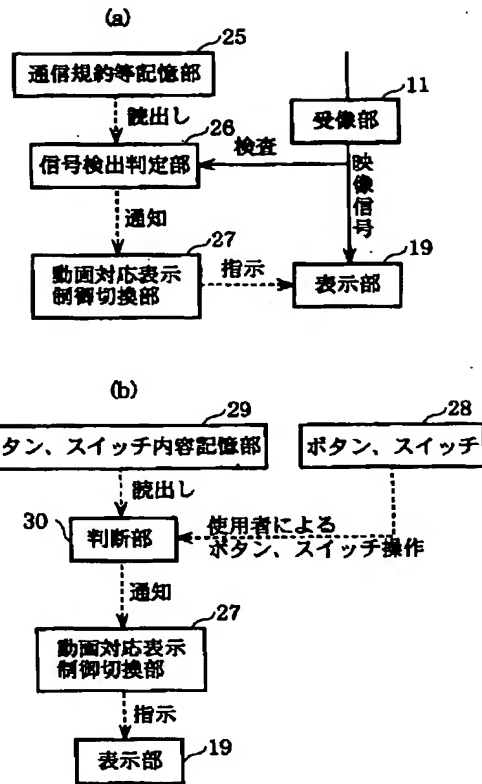 (a)
25
通信規約等記憶部
11
読出し
26
受像部
検査
信号検出判定部
映像信号
通知
27
19
動画対応表示
制御切換部
指示
表示部
(b)
29
28
タン、スイッチ内容記憶部
ボタン、スイッチ
読出し
30
判断部
使用者による
ボタン、スイッチ操作
通知
27
動画対応表示
制御切換部
指示
表示部
19